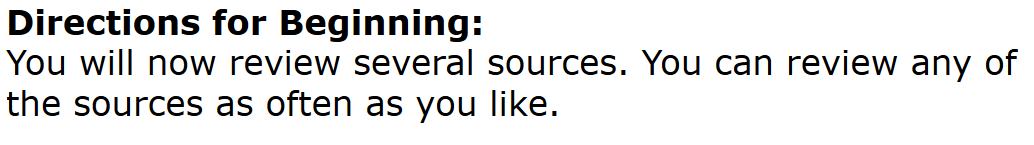 Directions for Beginning:
You will now review several sources. You can review any of
the sources as often as you like.